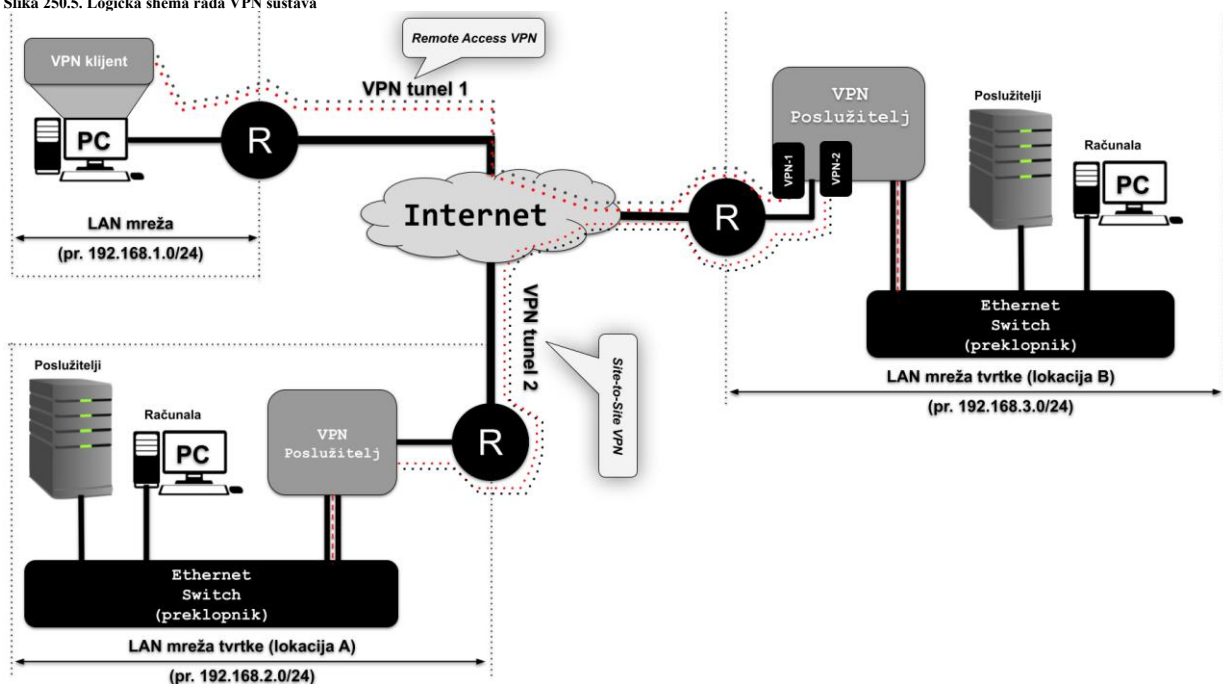 Slika 250.5. Logička shema rada VPN sustava
Remote Access VPN
VPN klijent
VPN tunel 1
PC
R
LAN mreža
(pr. 192.168.1.0/24)
Internet
R
VPN
Poslužitelj
VPN-1
VPN-2
Poslužitelji
Računala
PC
Ethernet
Switch
(preklopnik)
LAN mreža tvrtke (lokacija B)
(pr. 192.168.3.0/24)
VPN tunel 2
Site-to-Site VPN
Poslužitelji
Računala
PC
VPN
Poslužitelj
R
Ethernet
Switch
(preklopnik)
LAN mreža tvrtke (lokacija A)
(pr. 192.168.2.0/24)